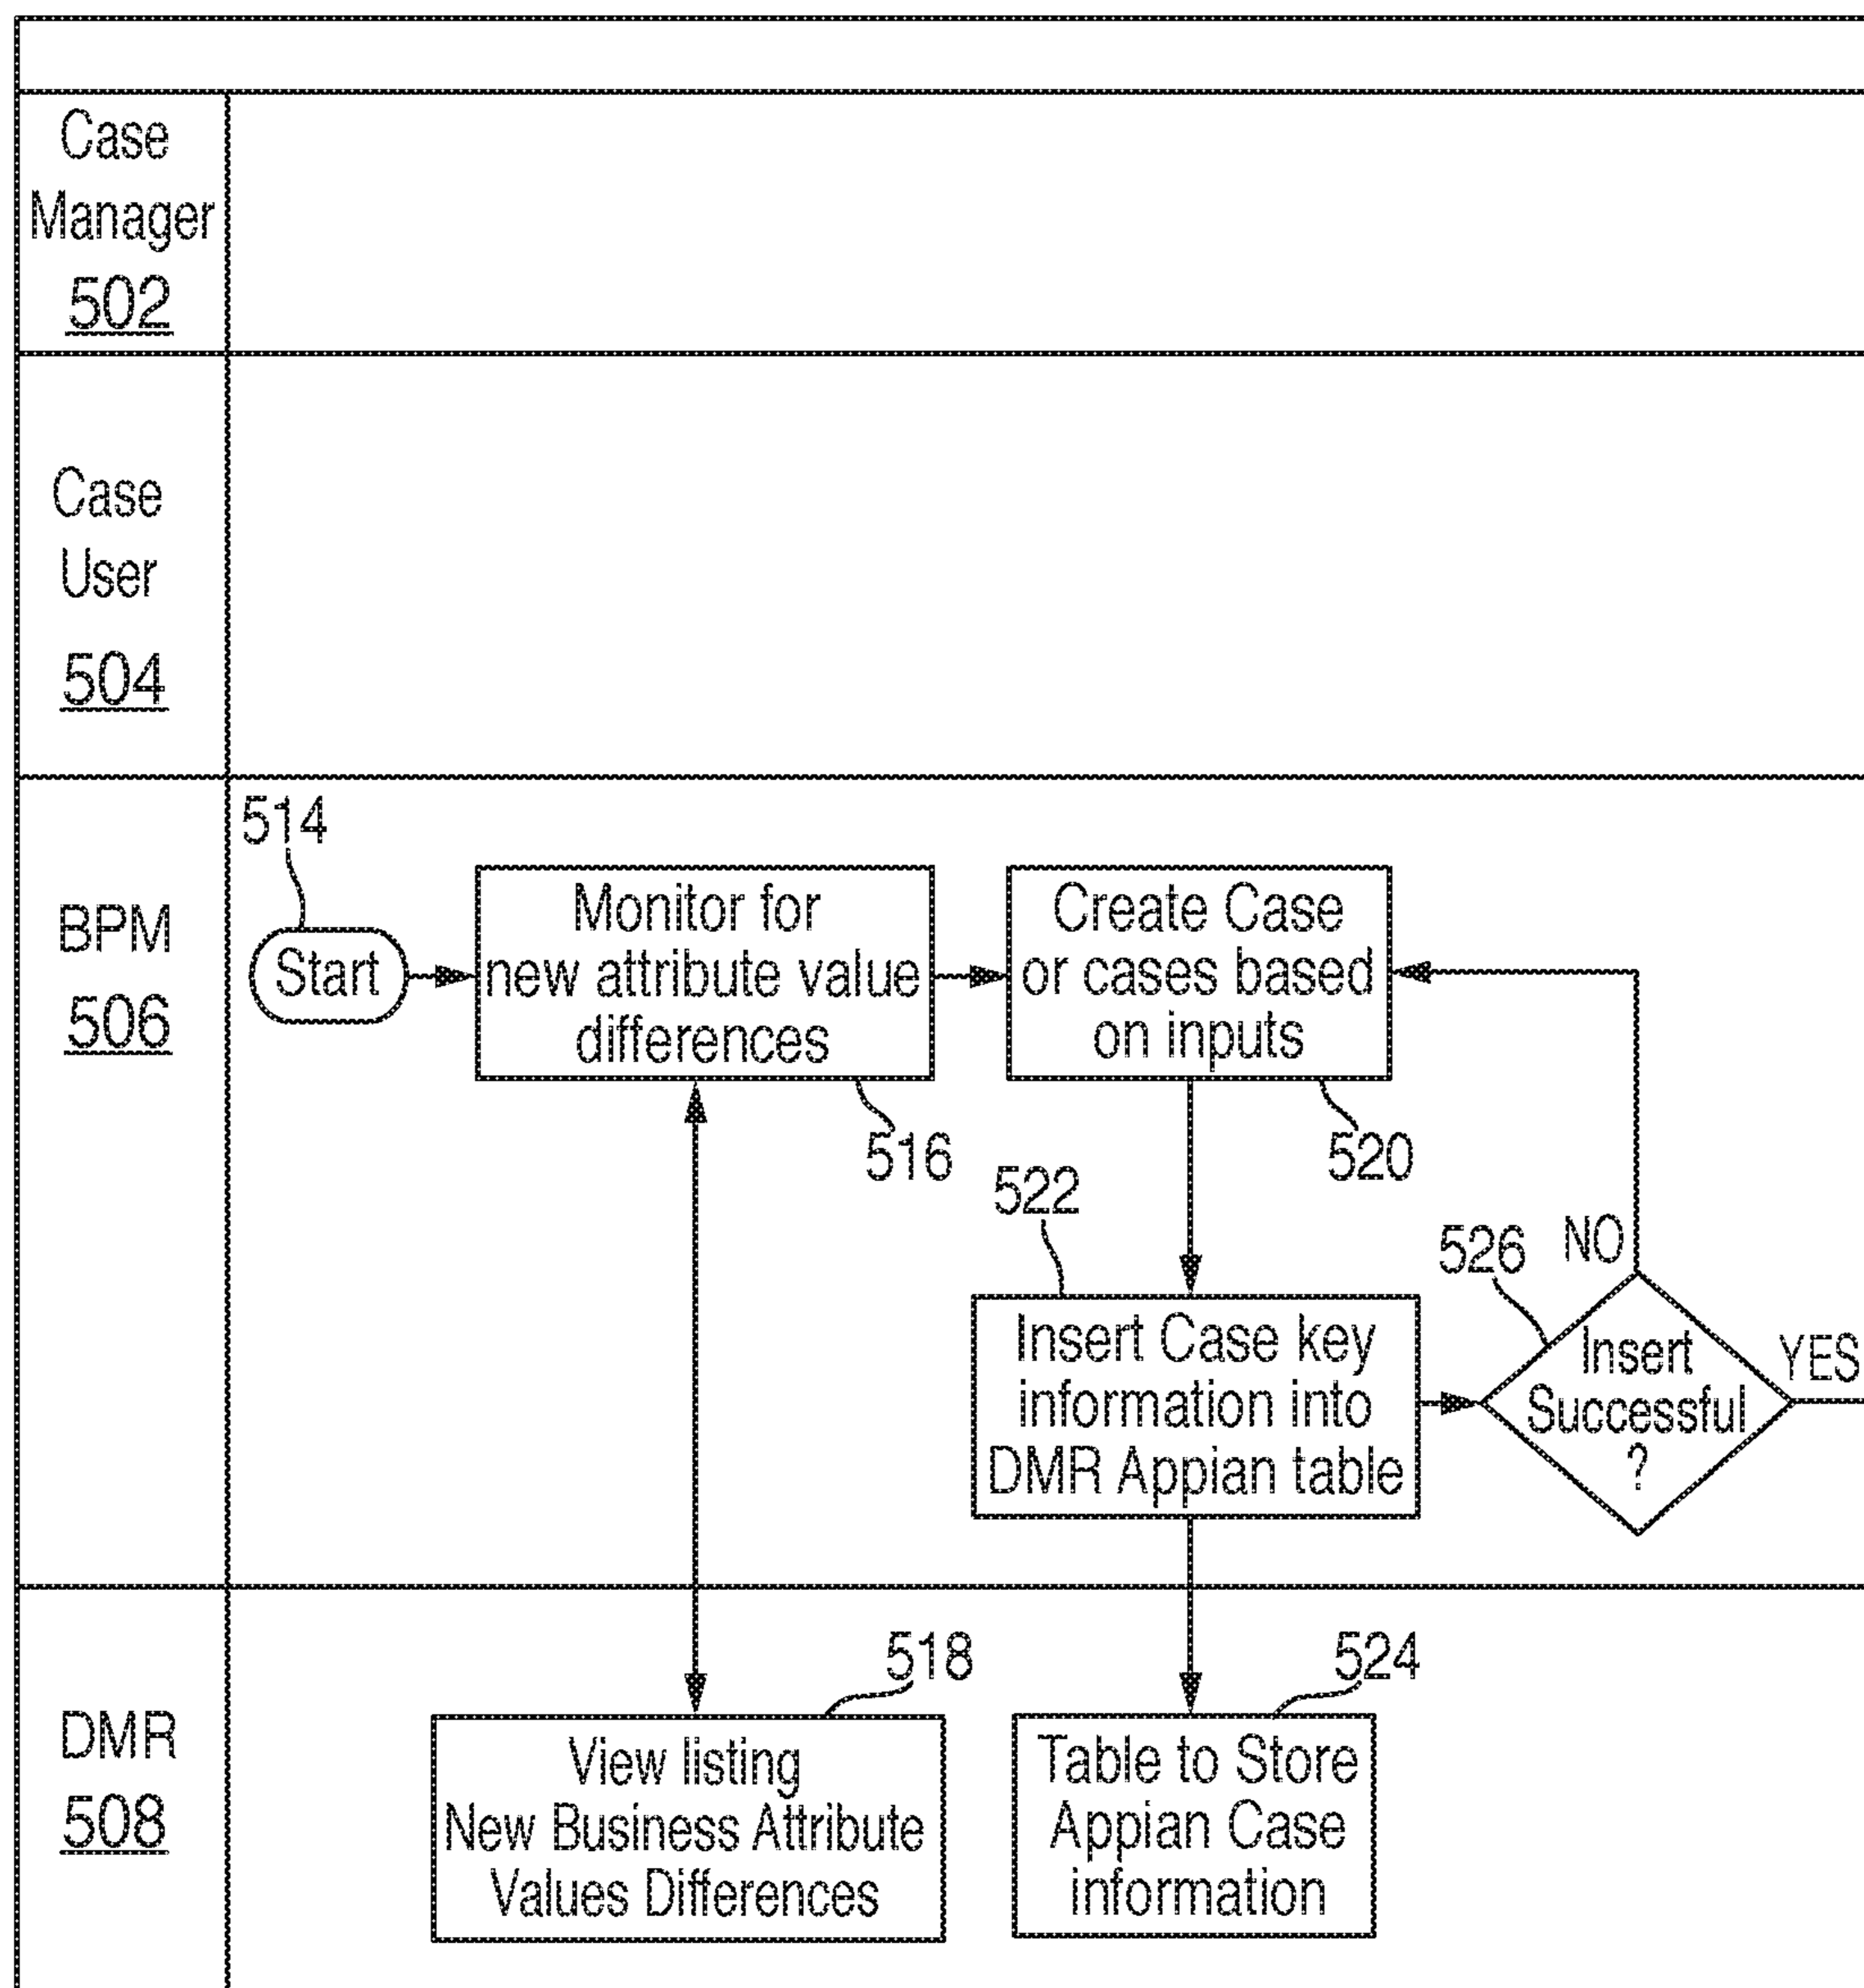 Case
Manager
502
Case
User
504
BPM
506
514
Start
Monitor for
new attribute value
differences
516
Create Case
or cases based
on inputs
520
522
Insert Case key
information into
DMR Appian table
526
NO
Insert
Successful
?
YES
DMR
508
518
View listing
New Business Attribute
Values Differences
524
Table to Store
Appian Case
information